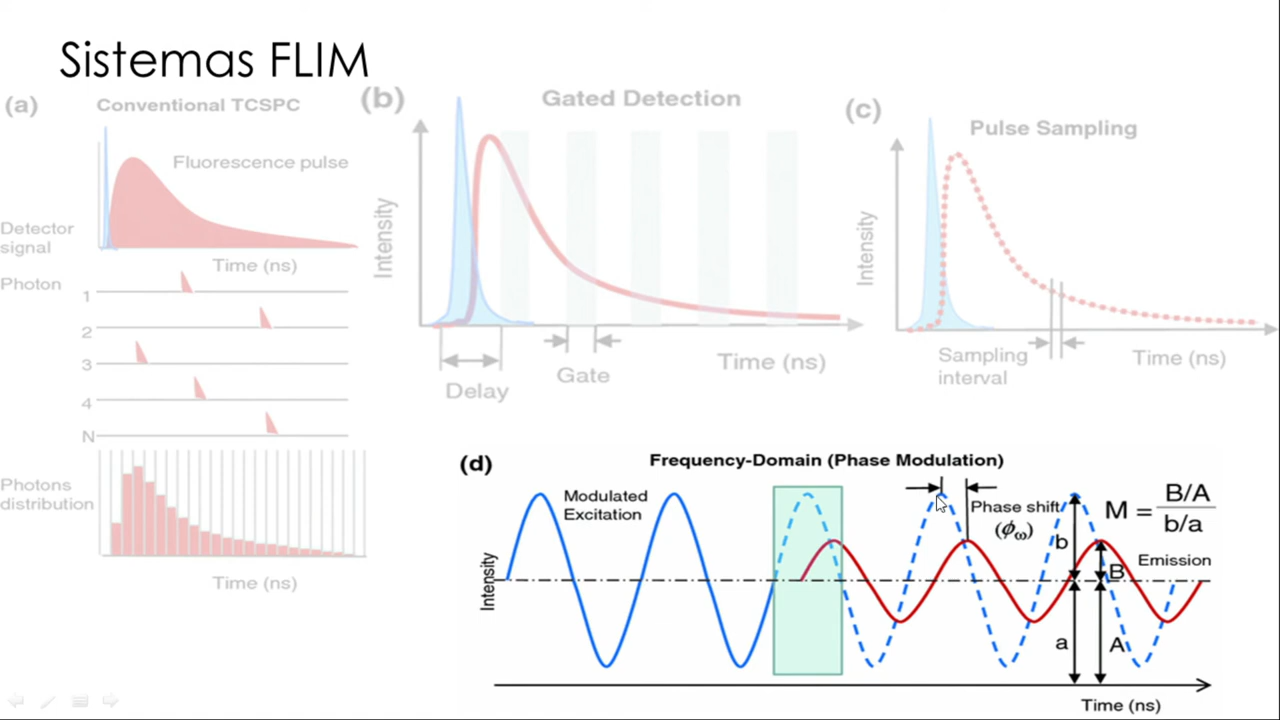 Sistemas FLIM
(a)
Conventional TCSPC
Fluorescence pulse
Detector
signal
Time (ns)
Photon
1
2
3
4
N
Photons
distribution
Time (ns)
(b)
Gated Detection
Intensity
Delay
Gate
Time (ns)
(c)
Pulse Sampling
Intensity
Sampling
interval
Time (ns)
(d)
Frequency-Domain (Phase Modulation)
Modulated
Excitation
Intensity
Phase shift
(ϕω)
M = B/A
b/a
b
B
Emission
a
A
Time (ns)